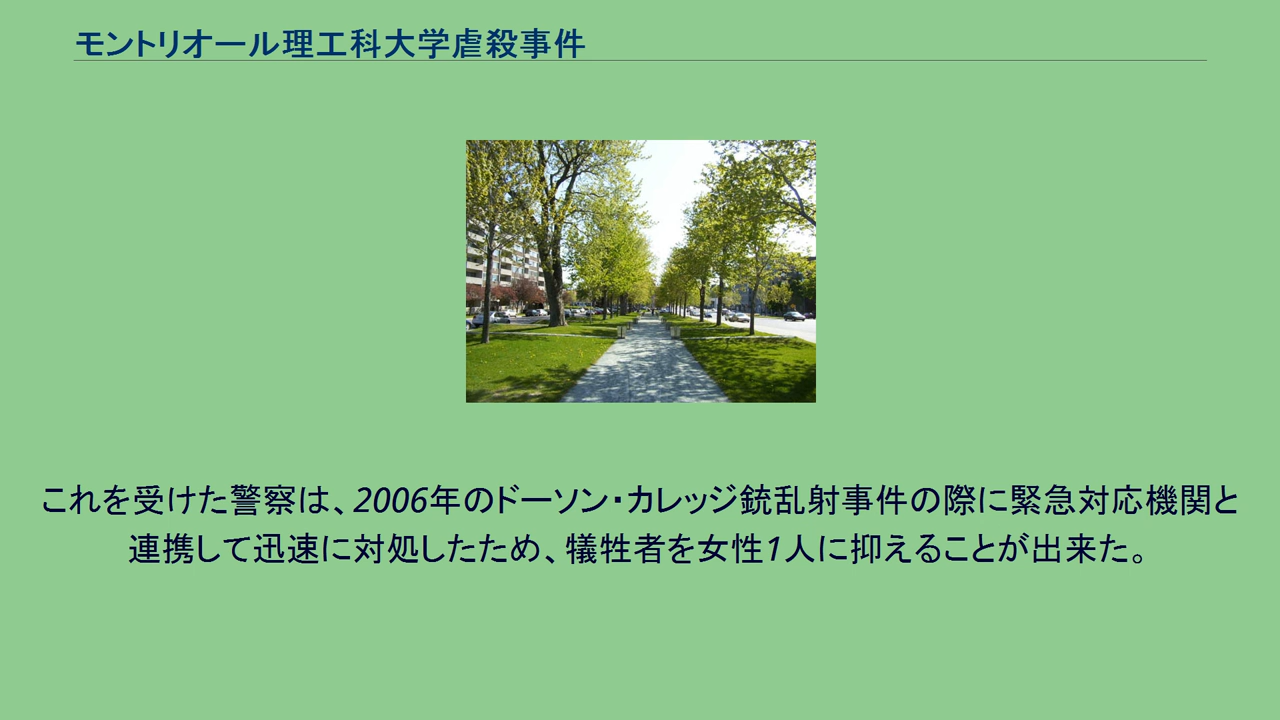 モントリオール理工科大学虐殺事件
これを受けた警察は、2006年のドーソン・カレッジ銃乱射事件の際に緊急対応機関と
連携して迅速に対処したため、犠牲者を女性1人に抑えることが出来た。